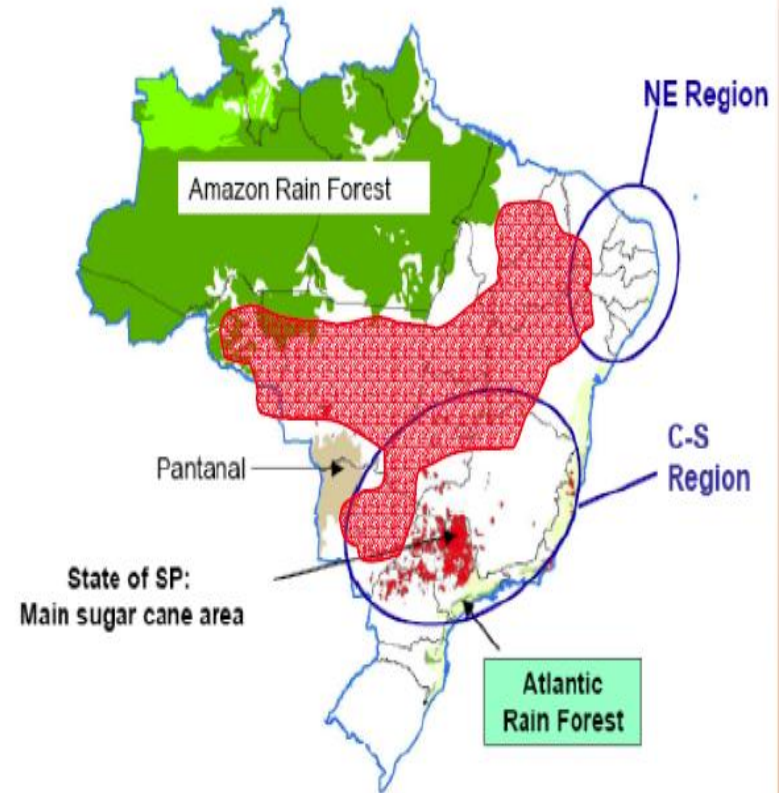 NE Region
Amazon Rain Forest
C-S
Region
Pantanal
State of SP:
Main sugar cane area
Atlantic
Rain Forest